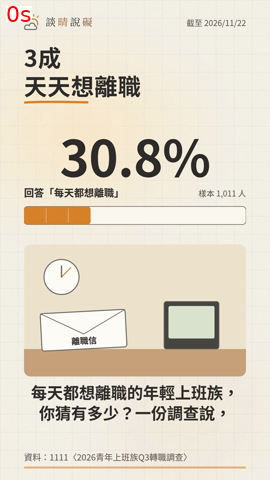 0s
談晴說礙
截至 2026/11/22
3成
天天想離職
30.8%
回答「每天都想離職」
樣本 1,011 人
離職信
每天都想離職的年輕上班族，
你猜有多少？一份調查說，
資料：1111〈2026青年上班族Q3轉職調查〉